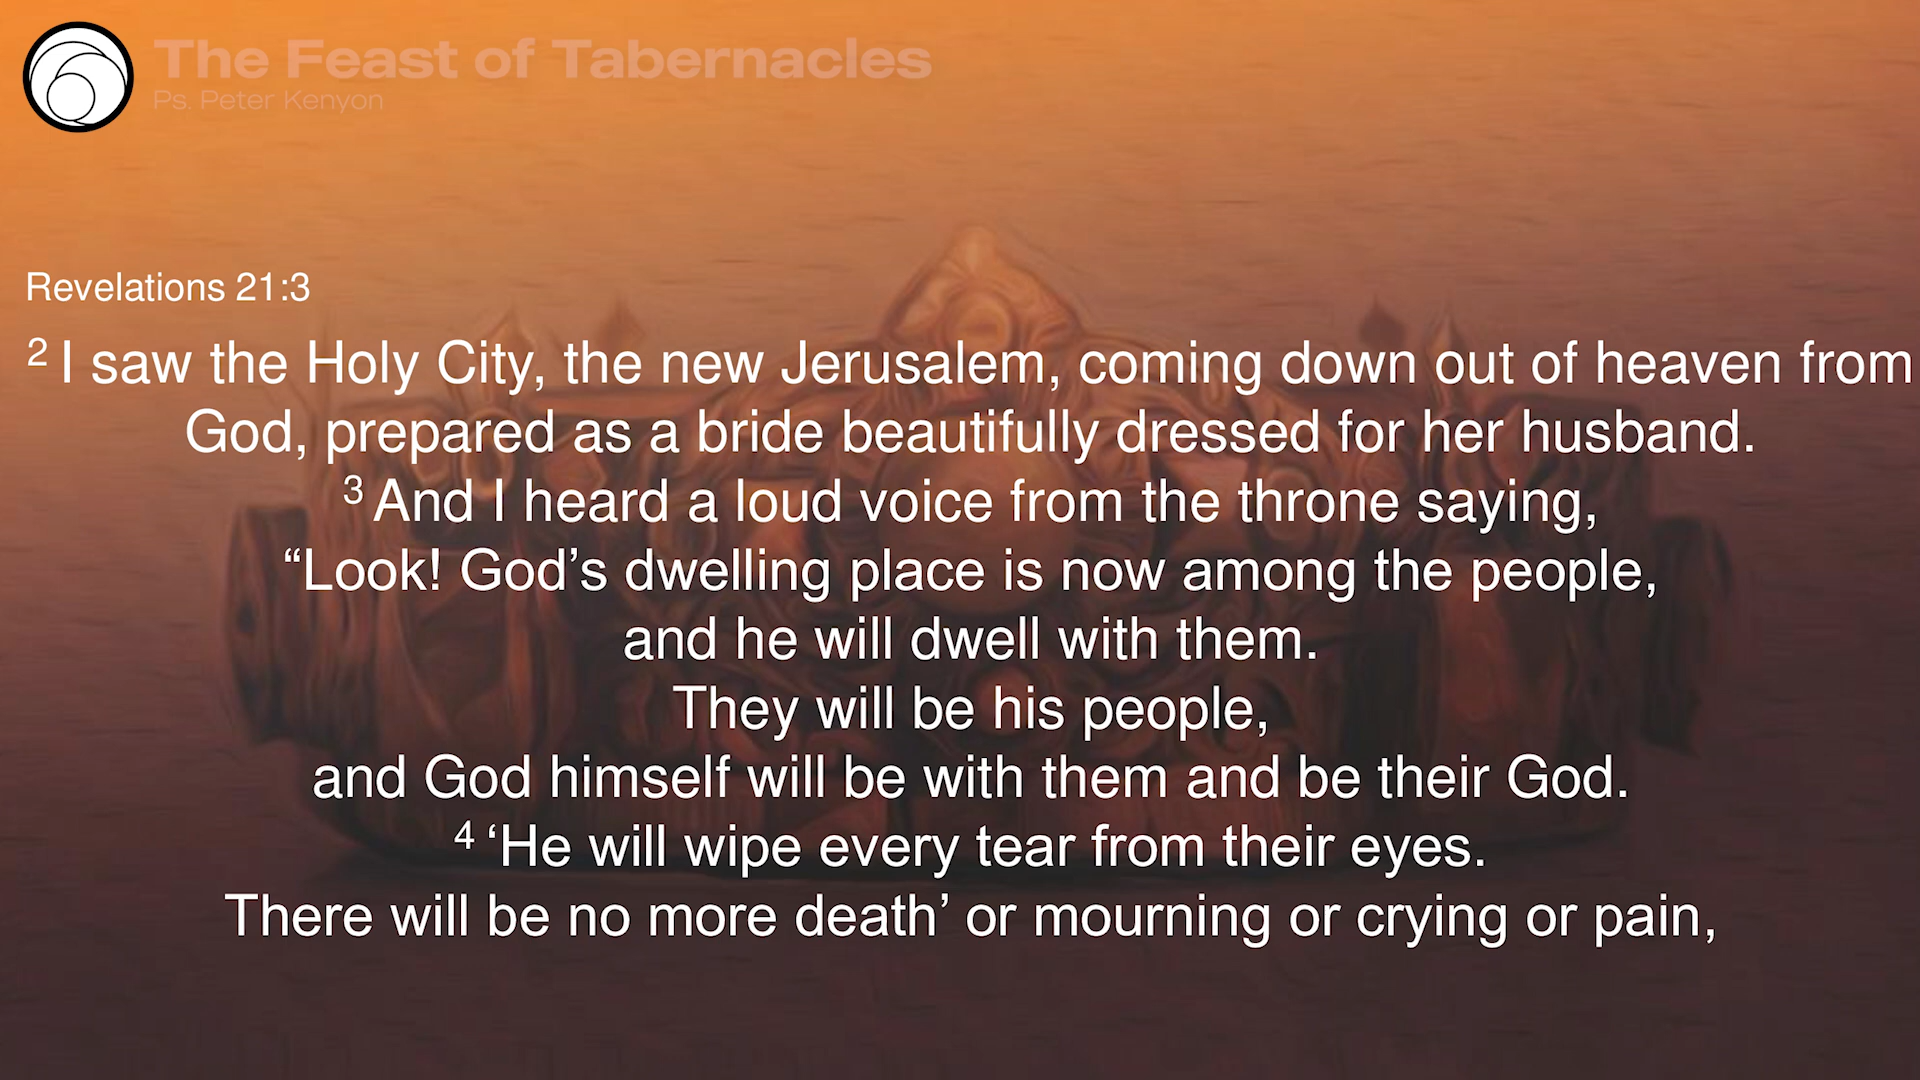 The Feast of Tabernacles
Ps. Peter Kenyon
Revelations 21:3
2 I saw the Holy City, the new Jerusalem, coming down out of heaven from
God, prepared as a bride beautifully dressed for her husband.
3 And I heard a loud voice from the throne saying,
“Look! God’s dwelling place is now among the people,
and he will dwell with them.
They will be his people,
and God himself will be with them and be their God.
4 ‘He will wipe every tear from their eyes.
There will be no more death’ or mourning or crying or pain,